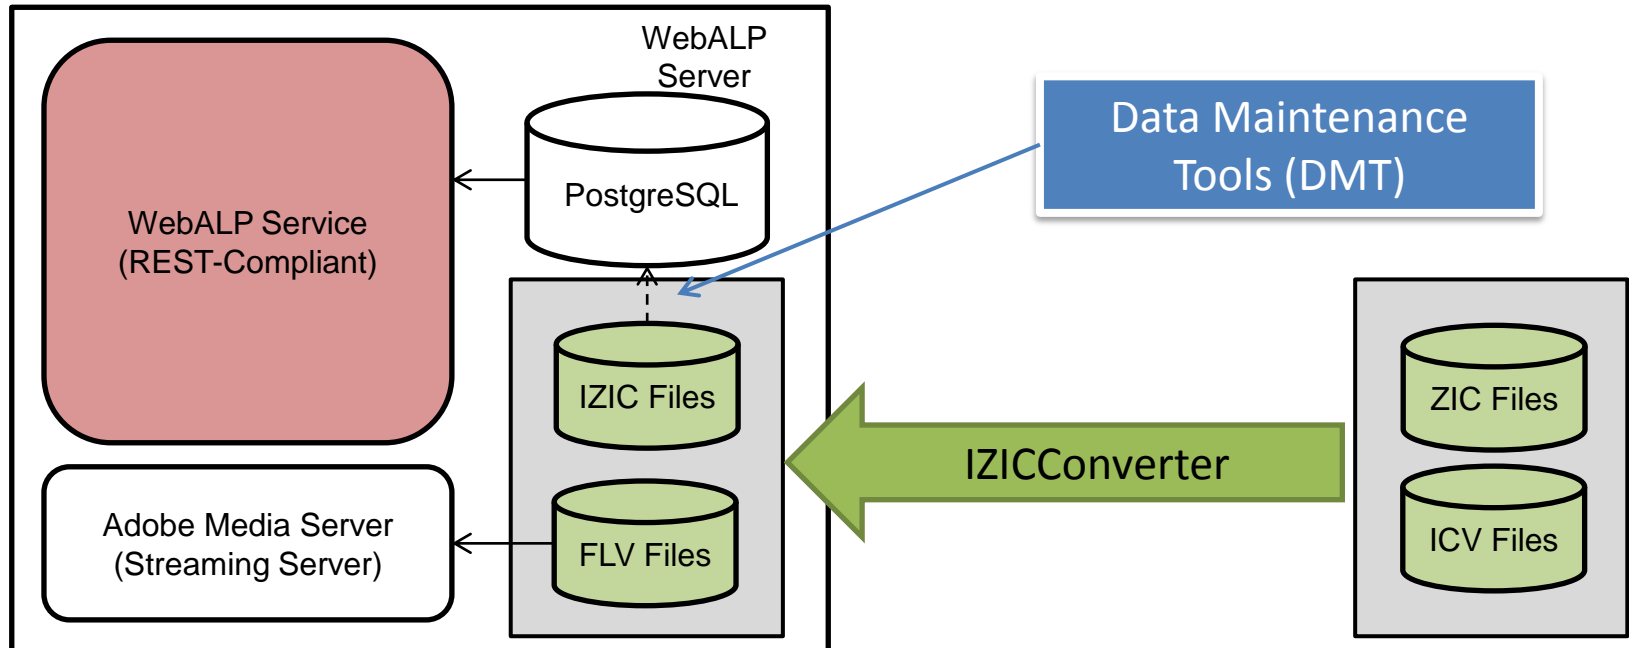 WebALP
Server
Data Maintenance
Tools (DMT)
PostgreSQL
WebALP Service
(REST-Compliant)
IZIC Files
ZIC Files
IZICConverter
Adobe Media Server
(Streaming Server)
FLV Files
ICV Files